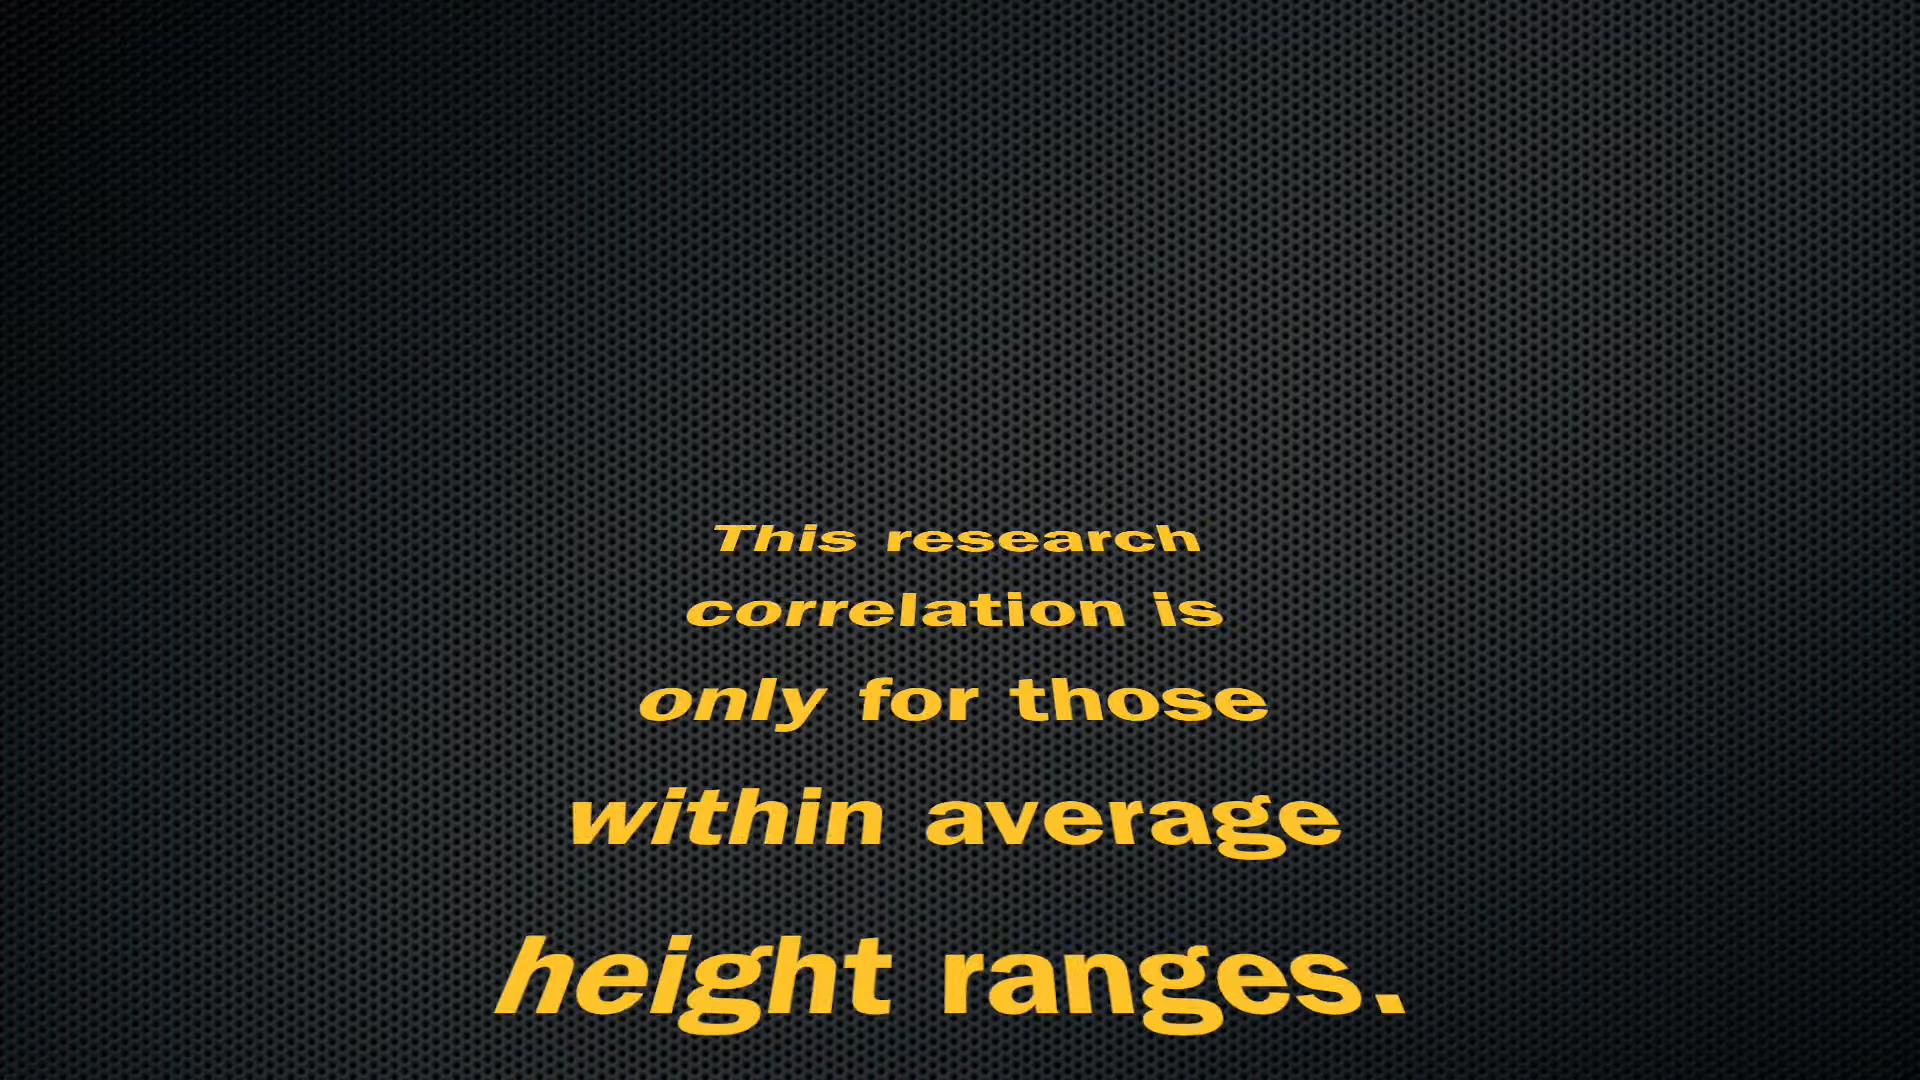 This research
correlation is
only for those
within average
height ranges.